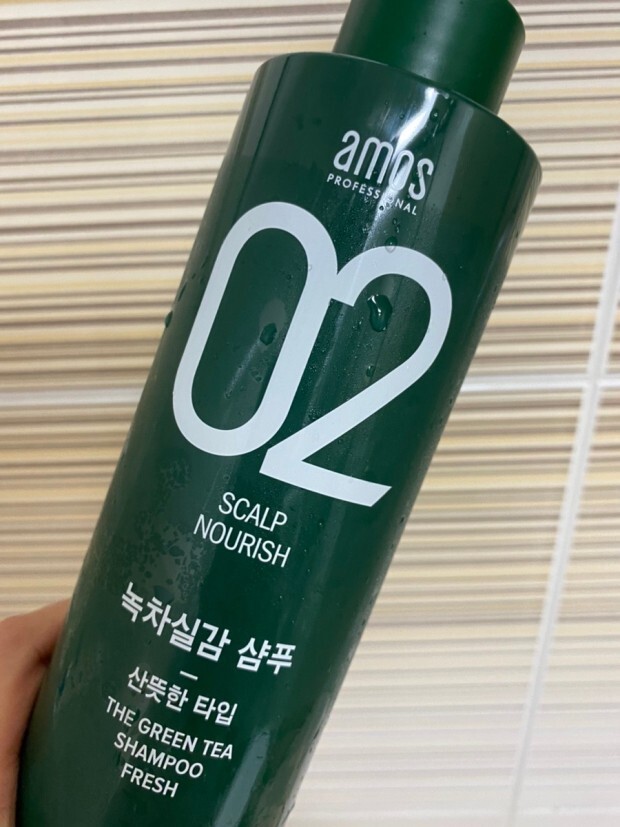 amos
PROFESSIONAL
02
SCALP
NOURISH
녹차실감 샴푸
산뜻한 타입
THE GREEN TEA
SHAMPOO
FRESH